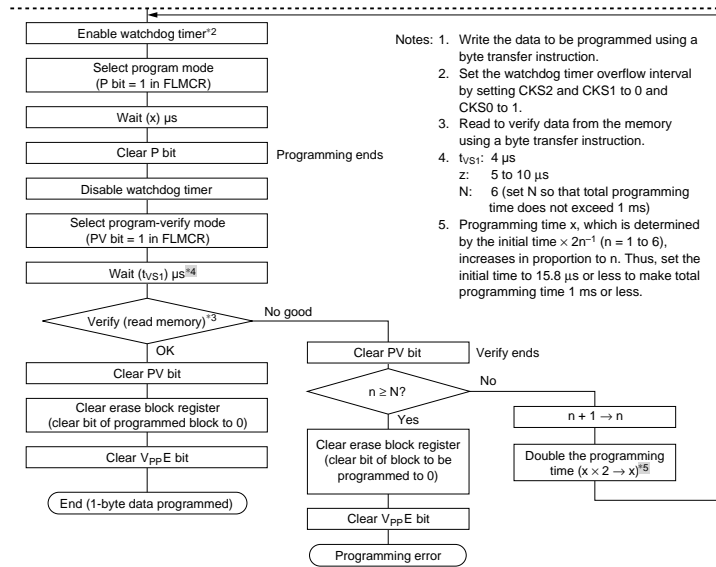 Enable watchdog timer*2
Select program mode
(P bit = 1 in FLMCR)
Wait (x) μs
Clear P bit
Programming ends
Disable watchdog timer
Select program-verify mode
(PV bit = 1 in FLMCR)
Wait (tVS1) μs*4
Verify (read memory)*3
No good
OK
Clear PV bit
Clear erase block register
(clear bit of programmed block to 0)
Clear VPPE bit
End (1-byte data programmed)
Clear PV bit
Verify ends
n ≥ N?
No
Yes
Clear erase block register
(clear bit of block to be
programmed to 0)
Clear VPPE bit
Programming error
n + 1 → n
Double the programming
time (x × 2 → x)*5
Notes: 1. Write the data to be programmed using a
byte transfer instruction.
2. Set the watchdog timer overflow interval
by setting CKS2 and CKS1 to 0 and
CKS0 to 1.
3. Read to verify data from the memory
using a byte transfer instruction.
4. tVS1: 4 μs
z: 5 to 10 μs
N: 6 (set N so that total programming
time does not exceed 1 ms)
5. Programming time x, which is determined
by the initial time × 2n⁻¹ (n = 1 to 6),
increases in proportion to n. Thus, set the
initial time to 15.8 μs or less to make total
programming time 1 ms or less.